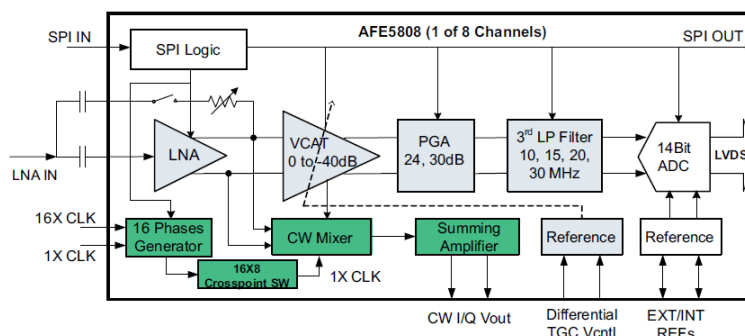 AFE5808 (1 of 8 Channels)
SPI IN
SPI Logic
SPI OUT
LNA
VCAT
0 to -40dB
PGA
24, 30dB
3rd LP Filter
10, 15, 20,
30 MHz
14Bit
ADC
LVDS
LNA IN
16X CLK
1X CLK
16 Phases
Generator
CW Mixer
Summing
Amplifier
Reference
Reference
16X8
Crosspoint SW
1X CLK
CW I/Q Vout
Differential
TGC Vcntl
EXT/INT
REFs